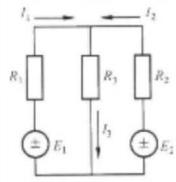 I₁ I₂
R₁ R₃ R₂
I₃
± E₁ ± E₂